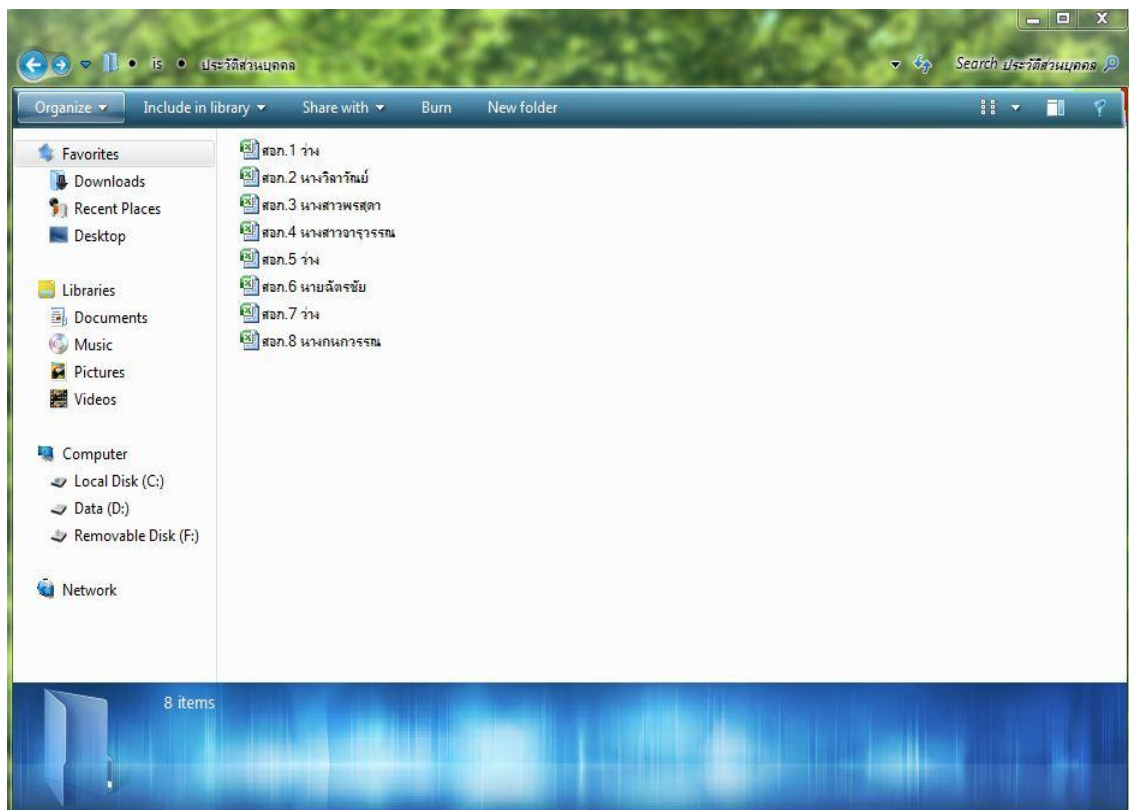 is • ประวัติส่วนบุคคล
Search ประวัติส่วนบุคคล
Organize Include in library Share with Burn New folder
Favorites
Downloads
Recent Places
Desktop
Libraries
Documents
Music
Pictures
Videos
Computer
Local Disk (C:)
Data (D:)
Removable Disk (F:)
Network
สอก.1 ว่าง
สอก.2 นางวิลาวัณย์
สอก.3 นางสาวพรสุดา
สอก.4 นางสาวจารุวรรณ
สอก.5 ว่าง
สอก.6 นายฉัตรชัย
สอก.7 ว่าง
สอก.8 นางกนกวรรณ
8 items